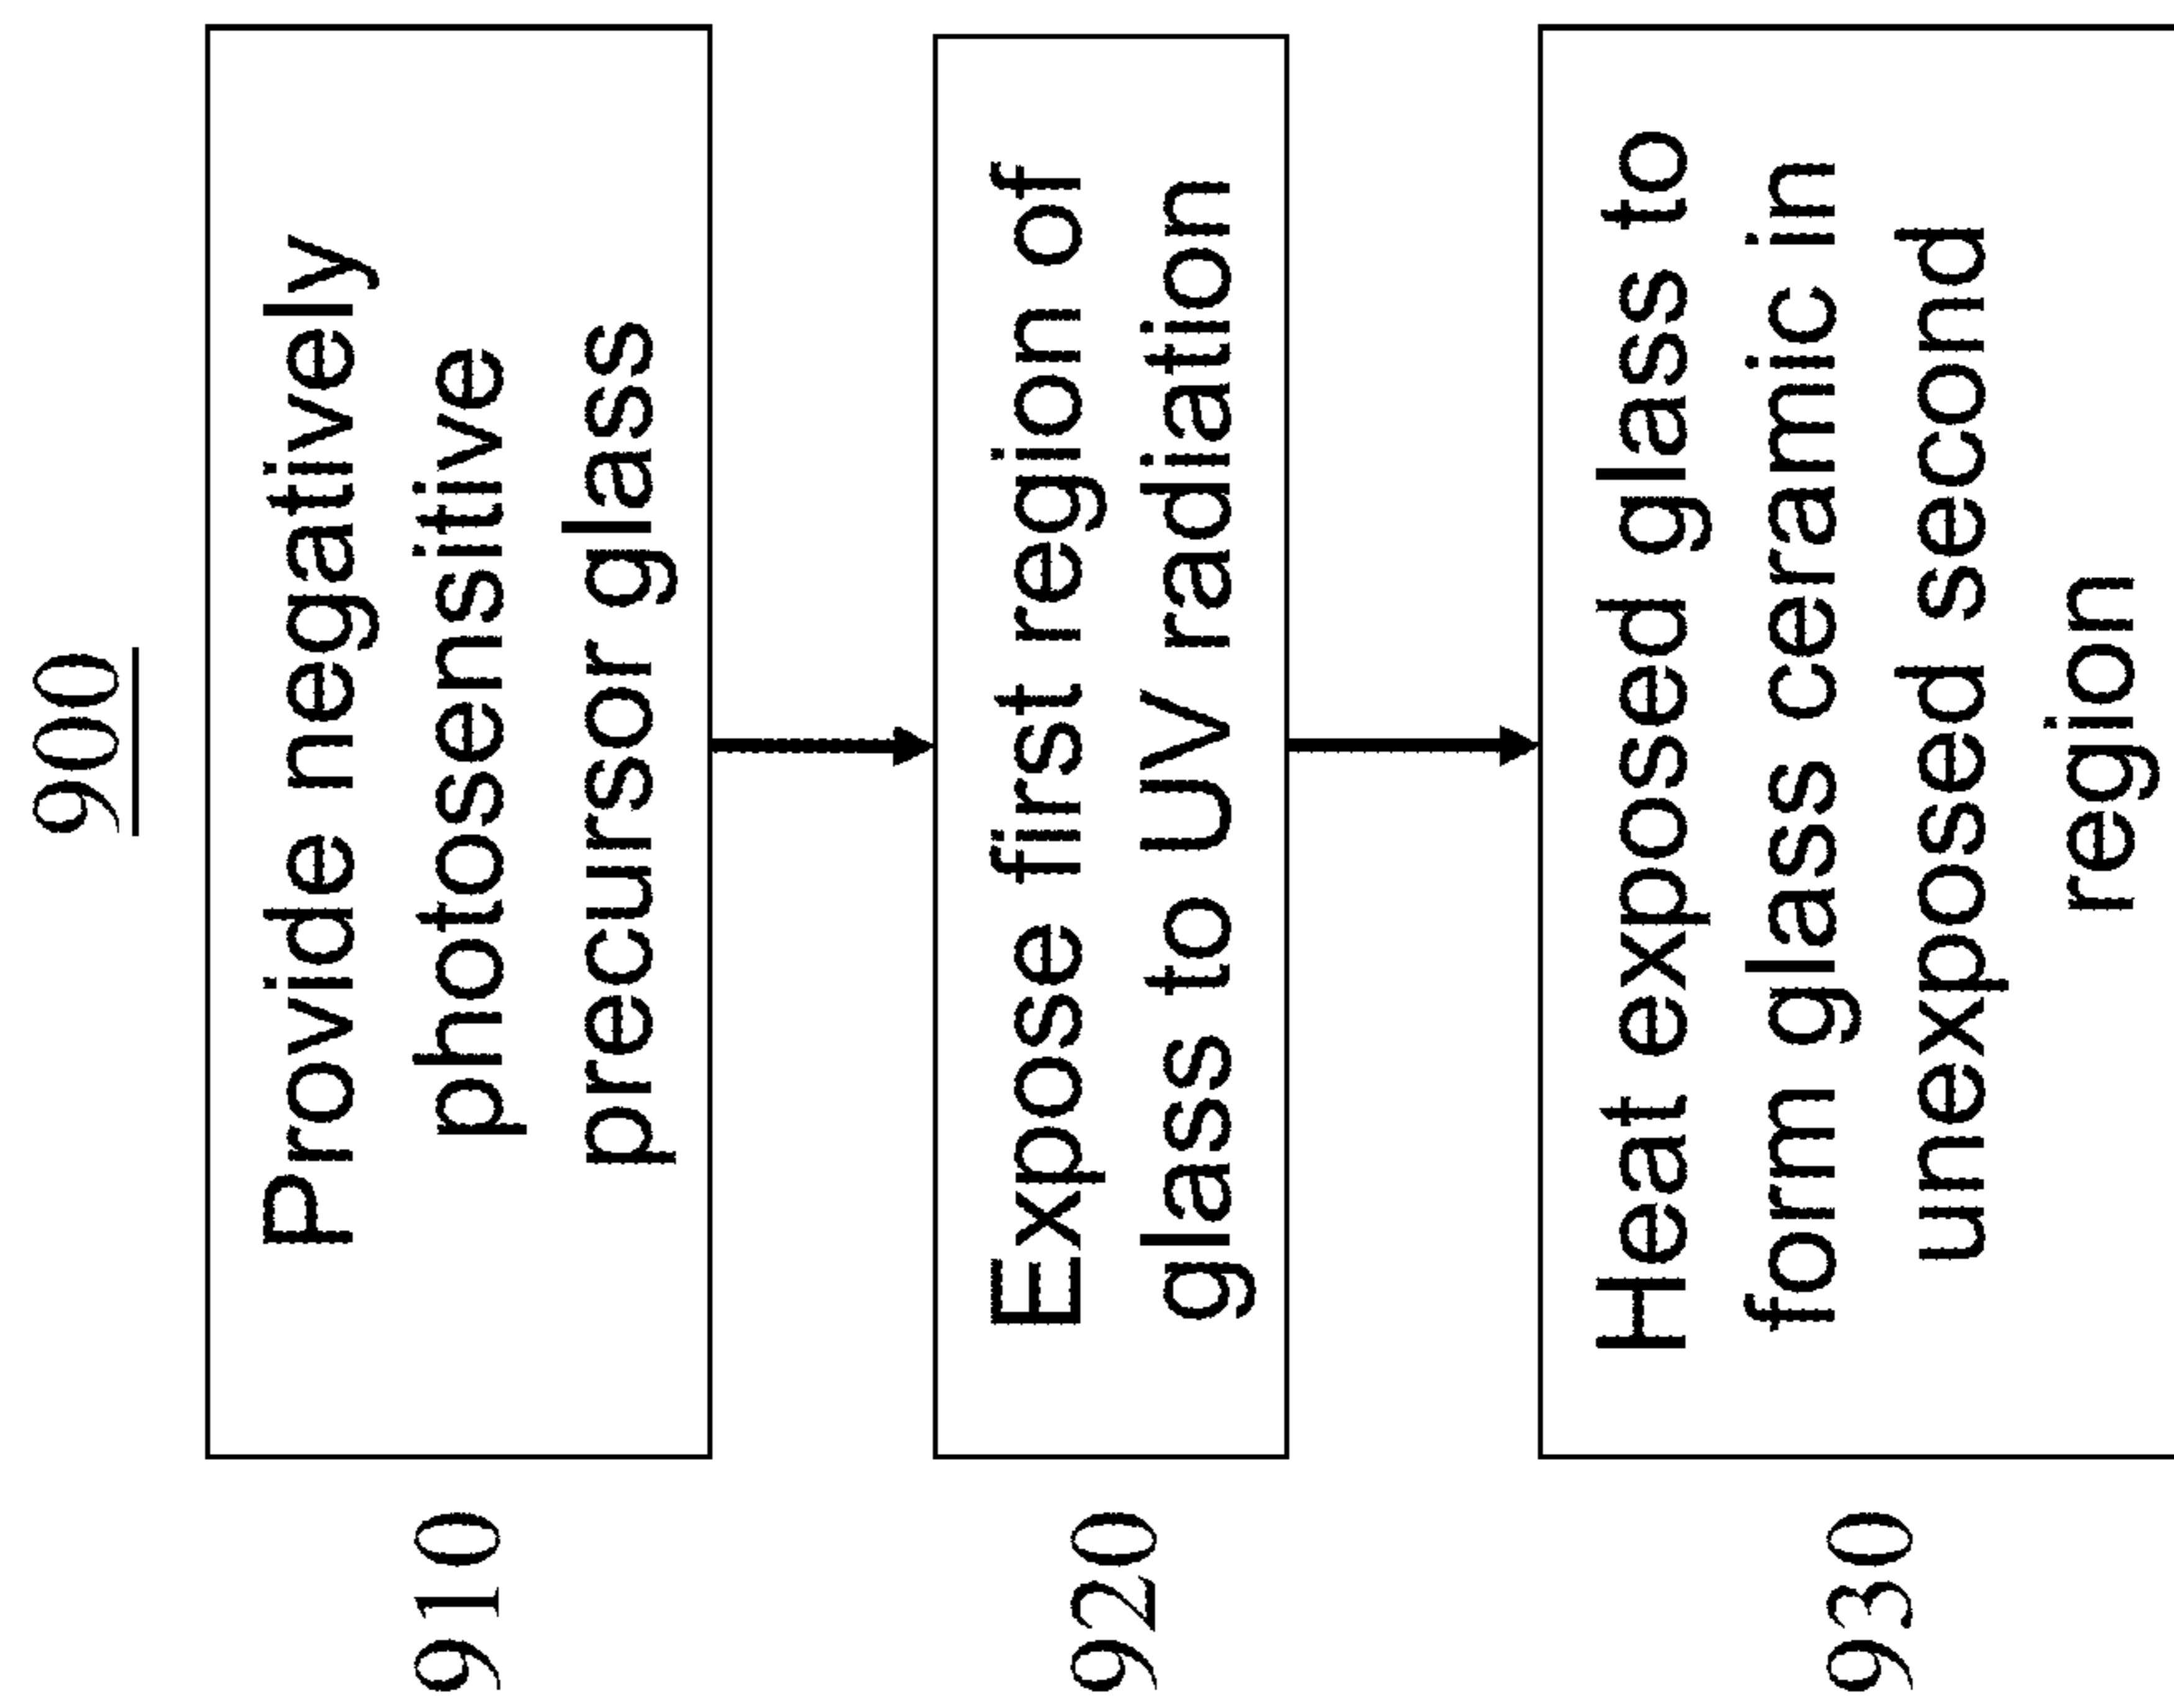 900
910
Provide negatively
photosensitive
precursor glass
920
Expose first region of
glass to UV radiation
930
Heat exposed glass to
form glass ceramic in
unexposed second
region